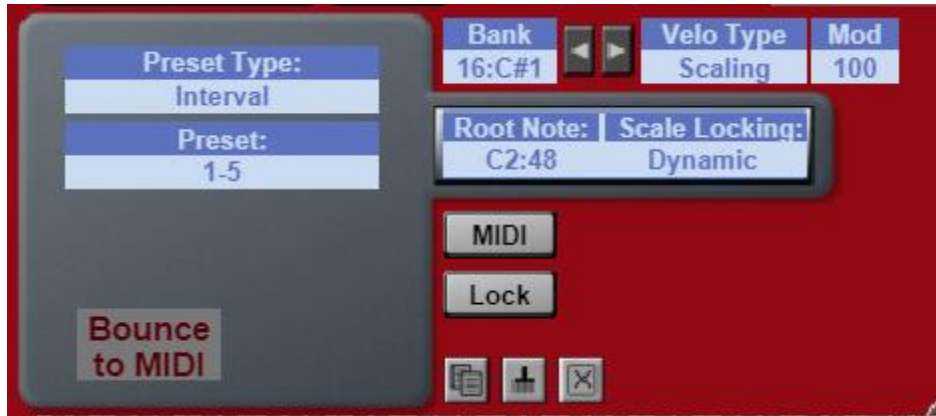 Preset Type:
Interval
Preset:
1-5
Bounce
to MIDI
Bank
16:C#1
Velo Type
Scaling
Mod
100
Root Note: | Scale Locking:
C2:48 Dynamic
MIDI
Lock